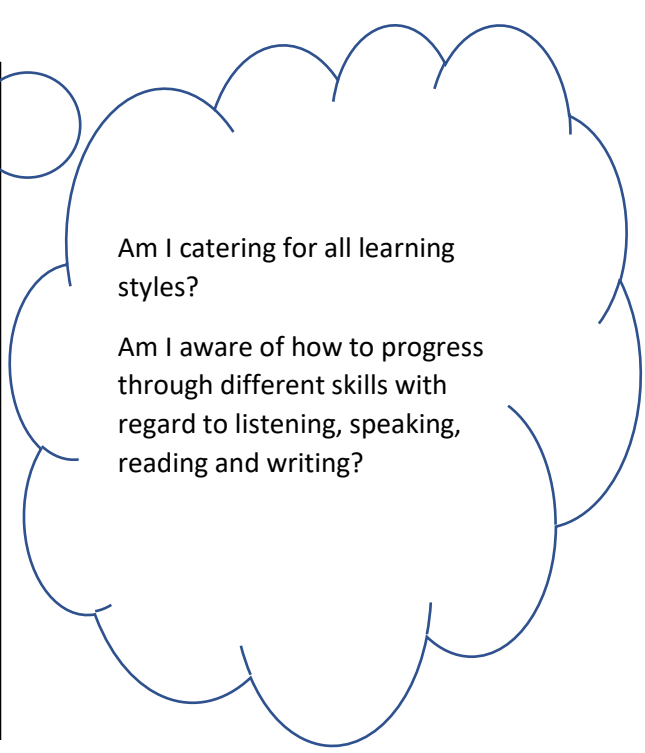 Am I catering for all learning
styles?
Am I aware of how to progress
through different skills with
regard to listening, speaking,
reading and writing?